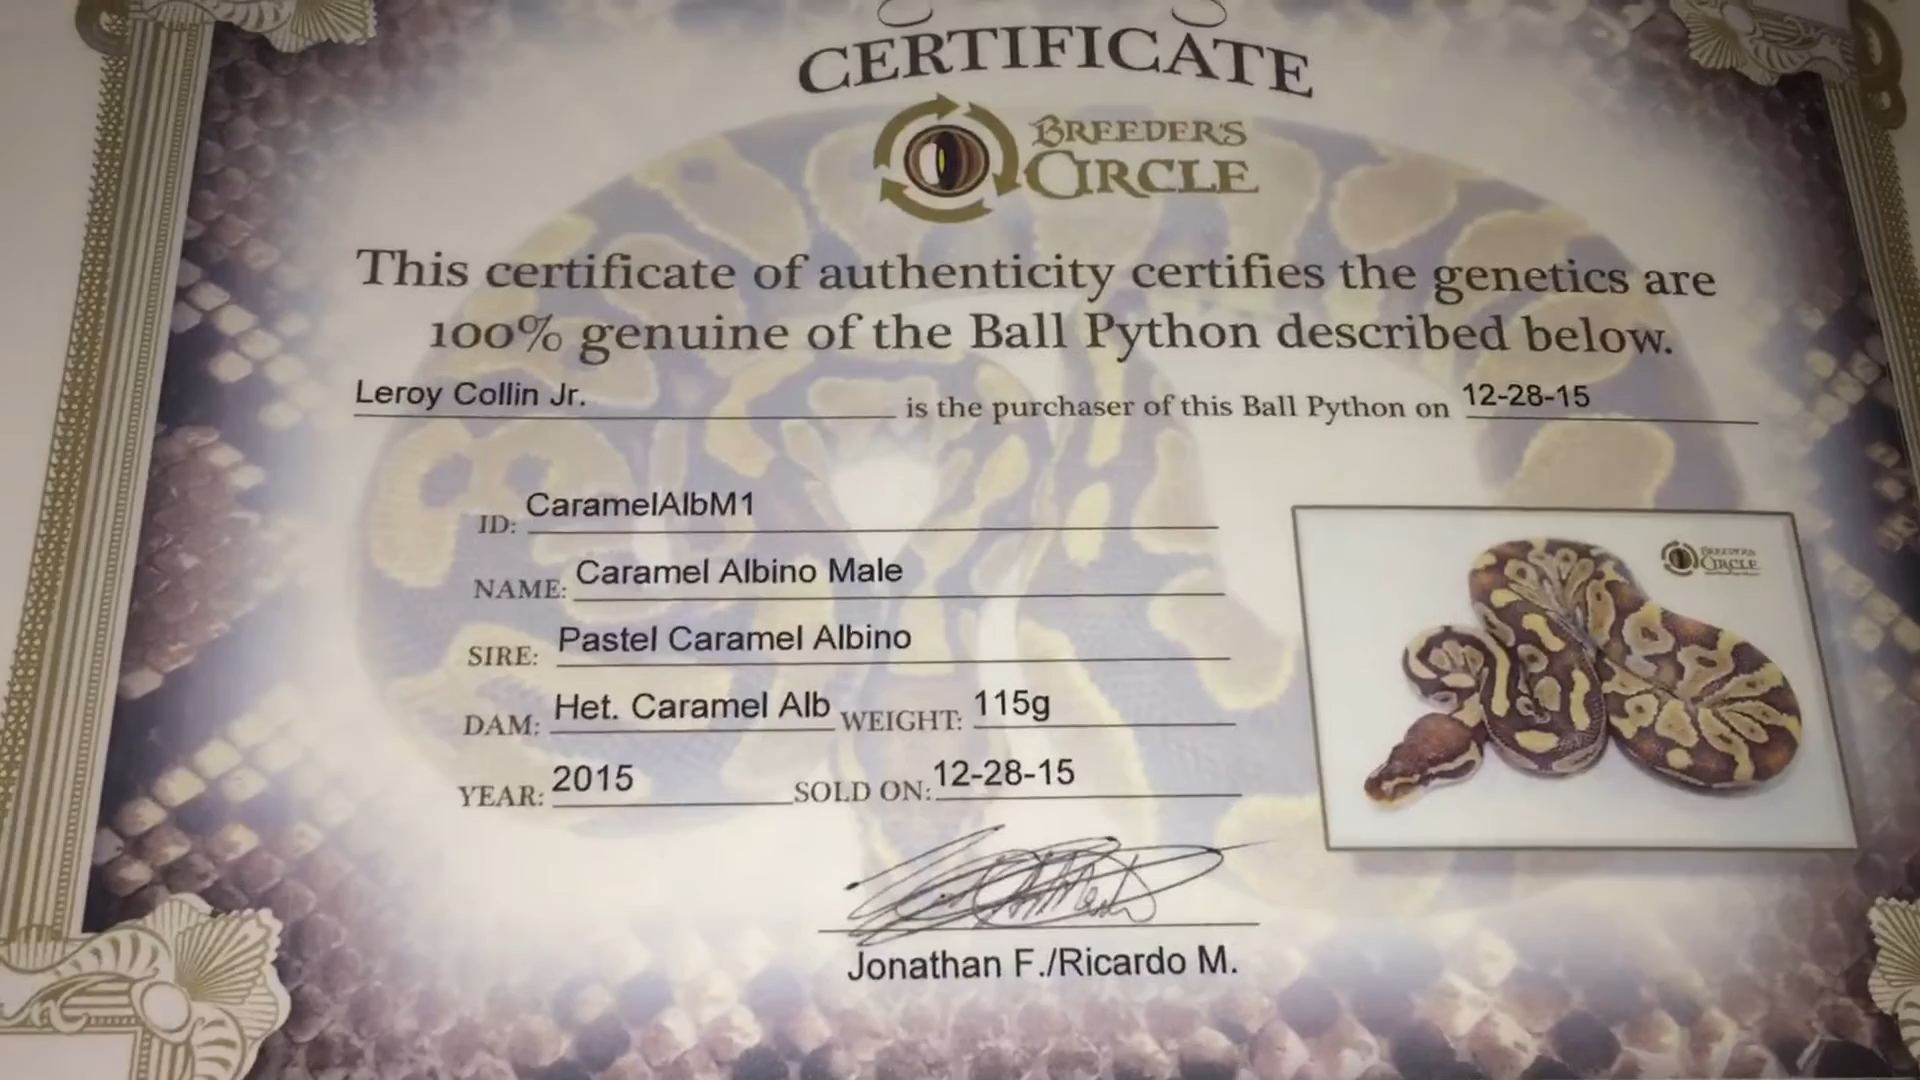 CERTIFICATE
BREEDER'S
CIRCLE
This certificate of authenticity certifies the genetics are
100% genuine of the Ball Python described below.
Leroy Collin Jr. is the purchaser of this Ball Python on 12-28-15
ID: CaramelAlbM1
NAME: Caramel Albino Male
SIRE: Pastel Caramel Albino
DAM: Het. Caramel Alb WEIGHT: 115g
YEAR: 2015 SOLD ON: 12-28-15
BREEDERS
CIRCLE
Jonathan F./Ricardo M.